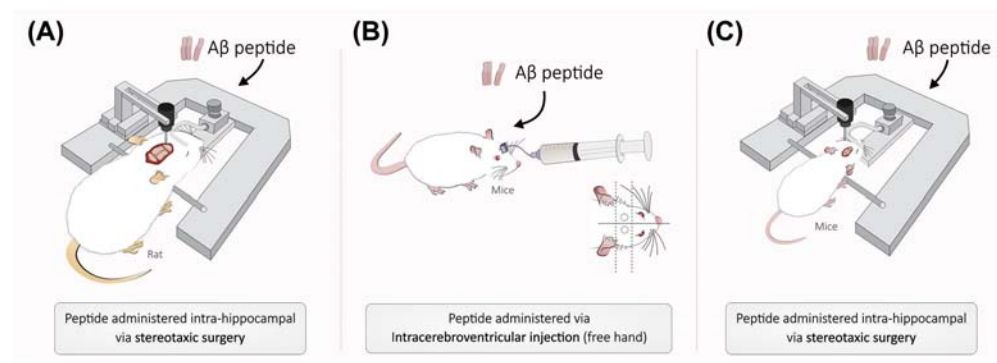 (A)
Aβ peptide
Rat
Peptide administered intra-hippocampal
via stereotaxic surgery
(B)
Aβ peptide
Mice
Peptide administered via
Intracerebroventricular injection (free hand)
(C)
Aβ peptide
Mice
Peptide administered intra-hippocampal
via stereotaxic surgery